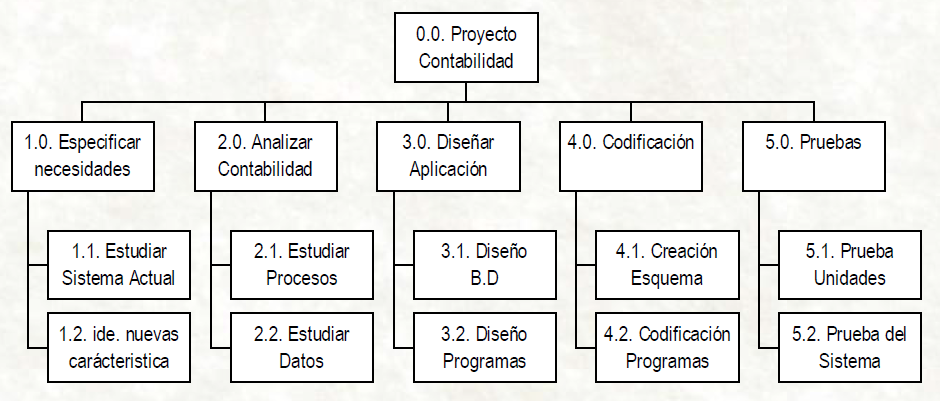 0.0. Proyecto
Contabilidad
1.0. Especificar
necesidades
2.0. Analizar
Contabilidad
3.0. Diseñar
Aplicación
4.0. Codificación
5.0. Pruebas
1.1. Estudiar
Sistema Actual
2.1. Estudiar
Procesos
3.1. Diseño
B.D
4.1. Creación
Esquema
5.1. Prueba
Unidades
1.2. ide. nuevas
carácteristica
2.2. Estudiar
Datos
3.2. Diseño
Programas
4.2. Codificación
Programas
5.2. Prueba del
Sistema